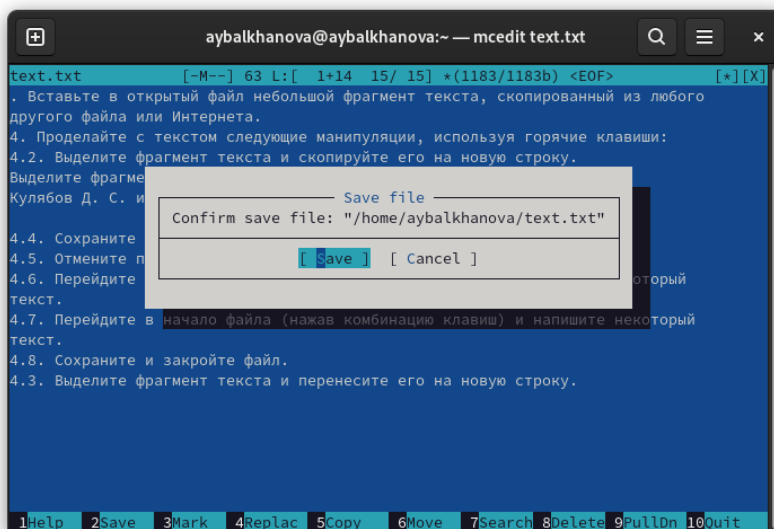 aybalkhanova@aybalkhanova:~ — mcedit text.txt
text.txt [-M--] 63 L:[ 1+14 15/ 15] *(1183/1183b) <EOF> [*][X]
. Вставьте в открытый файл небольшой фрагмент текста, скопированный из любого
другого файла или Интернета.
4. Проделайте с текстом следующие манипуляции, используя горячие клавиши:
4.2. Выделите фрагмент текста и скопируйте его на новую строку.
Выделите фрагме
Кулябов Д. С. и
Save file
Confirm save file: "/home/aybalkhanova/text.txt"
[ Save ] [ Cancel ]
4.4. Сохраните
4.5. Отмените п
4.6. Перейдите оторый
текст.
4.7. Перейдите в начало файла (нажав комбинацию клавиш) и напишите некоторый
текст.
4.8. Сохраните и закройте файл.
4.3. Выделите фрагмент текста и перенесите его на новую строку.
1Help 2Save 3Mark 4Replac 5Copy 6Move 7Search 8Delete 9PullDn 10Quit